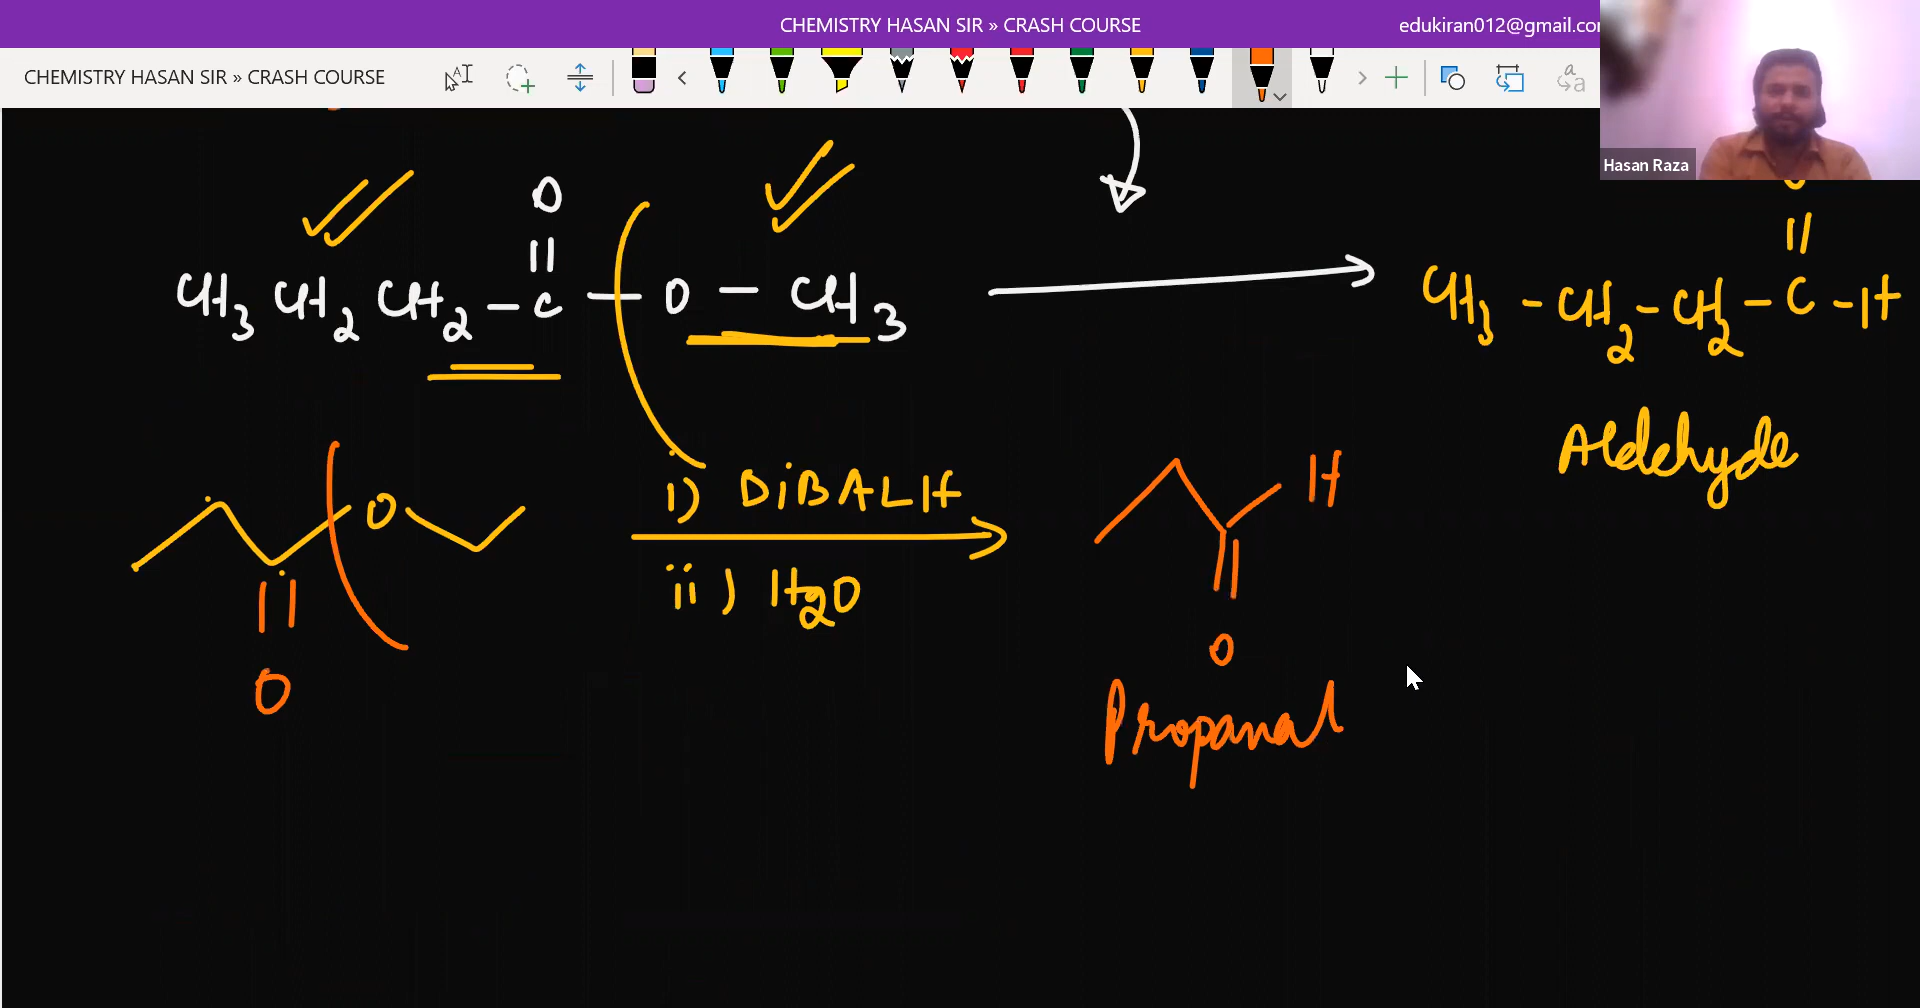 CHEMISTRY HASAN SIR » CRASH COURSE
edukiran012@gmail.co
CHEMISTRY HASAN SIR » CRASH COURSE
Hasan Raza
O
||
CH3 CH2 CH2 – C – O – CH3
O
||
CH3 – CH2 – CH2 – C – H
Aldehyde
O
||
O
i) DiBALH
ii) H2O
H
O
Propanal